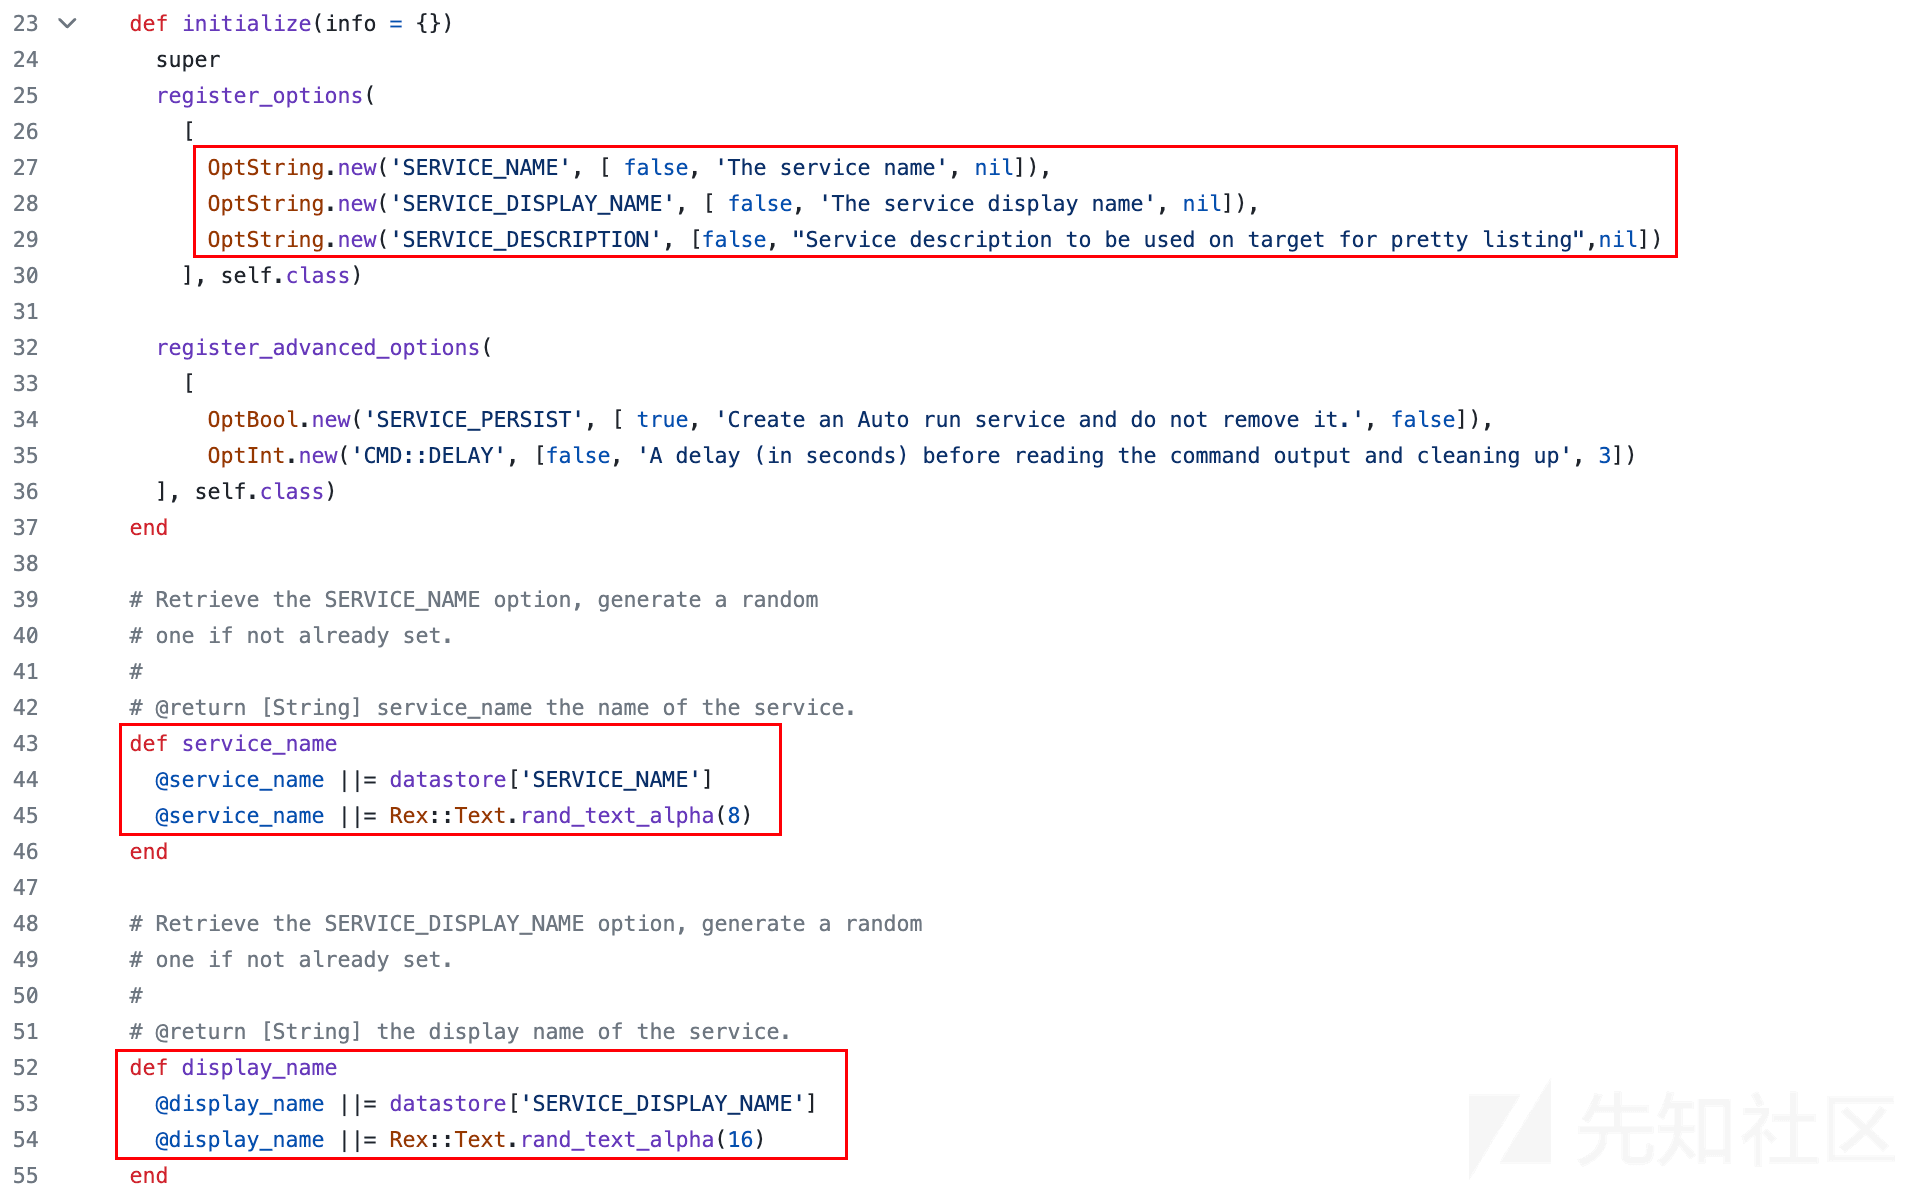 23 def initialize(info = {})
24 super
25 register_options(
26 [
27 OptString.new('SERVICE_NAME', [ false, 'The service name', nil]),
28 OptString.new('SERVICE_DISPLAY_NAME', [ false, 'The service display name', nil]),
29 OptString.new('SERVICE_DESCRIPTION', [false, "Service description to be used on target for pretty listing",nil])
30 ], self.class)
31
32 register_advanced_options(
33 [
34 OptBool.new('SERVICE_PERSIST', [ true, 'Create an Auto run service and do not remove it.', false]),
35 OptInt.new('CMD::DELAY', [false, 'A delay (in seconds) before reading the command output and cleaning up', 3])
36 ], self.class)
37 end
38
39 # Retrieve the SERVICE_NAME option, generate a random
40 # one if not already set.
41 #
42 # @return [String] service_name the name of the service.
43 def service_name
44 @service_name ||= datastore['SERVICE_NAME']
45 @service_name ||= Rex::Text.rand_text_alpha(8)
46 end
47
48 # Retrieve the SERVICE_DISPLAY_NAME option, generate a random
49 # one if not already set.
50 #
51 # @return [String] the display name of the service.
52 def display_name
53 @display_name ||= datastore['SERVICE_DISPLAY_NAME']
54 @display_name ||= Rex::Text.rand_text_alpha(16)
55 end
先知社区